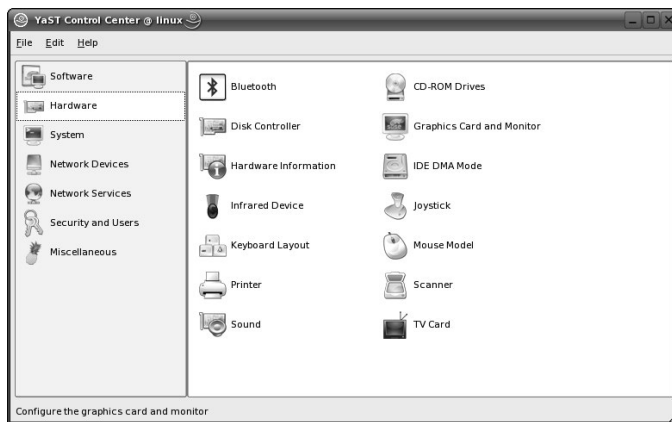 YaST Control Center @ linux
File Edit Help
Software
Hardware
System
Network Devices
Network Services
Security and Users
Miscellaneous
Bluetooth
CD-ROM Drives
Disk Controller
Graphics Card and Monitor
Hardware Information
IDE DMA Mode
Infrared Device
Joystick
Keyboard Layout
Mouse Model
Printer
Scanner
Sound
TV Card
Configure the graphics card and monitor